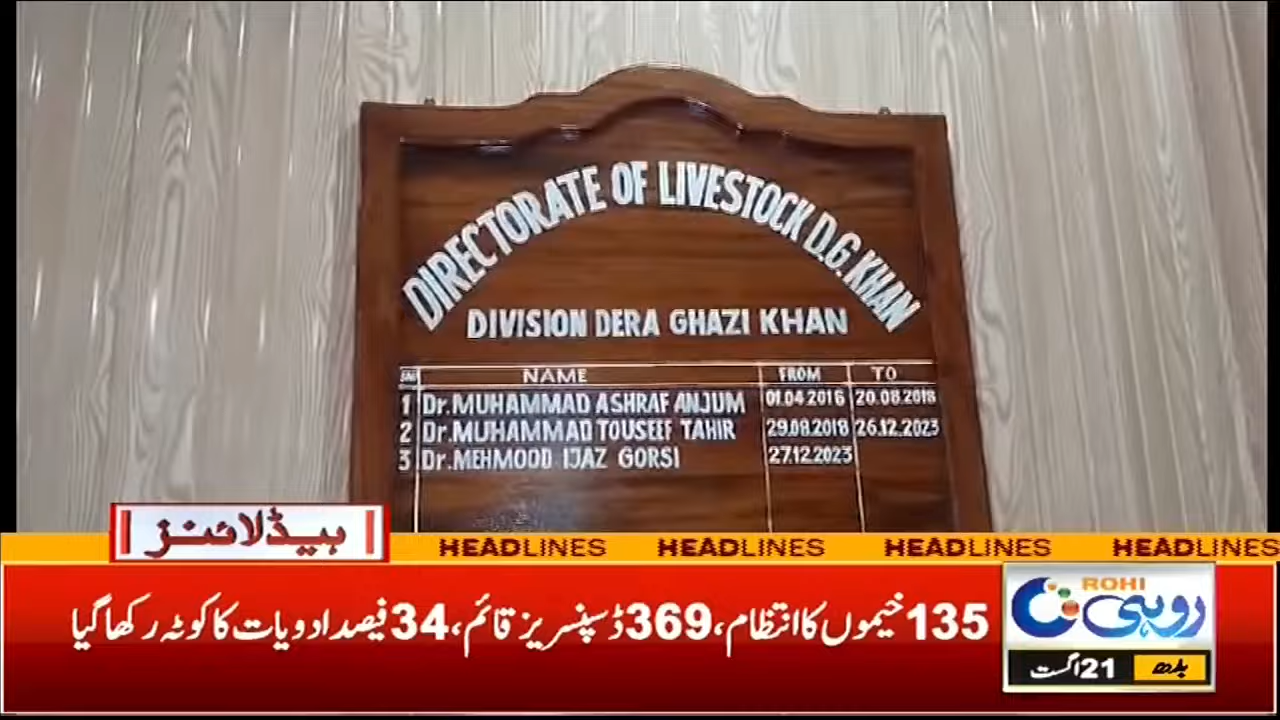 DIRECTORATE OF LIVESTOCK D.G.KHAN
DIVISION DERA GHAZI KHAN
SN# NAME FROM TO
1 Dr.MUHAMMAD ASHRAF ANJUM 01.04.2016 20.08.2018
2 Dr.MUHAMMAD TOUSEEF TAHIR 29.08.2018 26.12.2023
3 Dr.MEHMOOD IJAZ GORSI 27.12.2023
ہیڈلائنز
HEADLINES HEADLINES HEADLINES HEADLINES
135 خیموں کا انتظام، 369 ڈسپنسریز قائم، 34 فیصد ادویات کا کوٹہ رکھا گیا
ROHI
روہی
بدھ 21 اگست